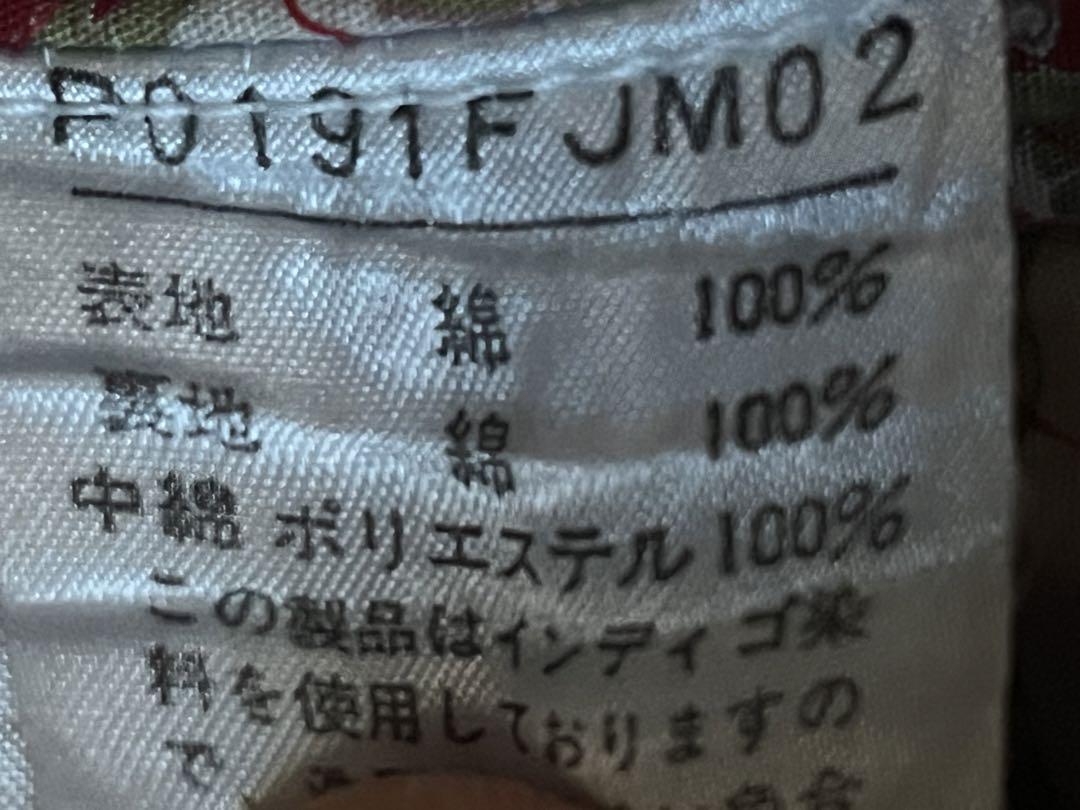 P0191F JM02
表地 綿 100%
裏地 綿 100%
中綿 ポリエステル 100%
この製品はインディゴ染
料を使用しておりますの
で